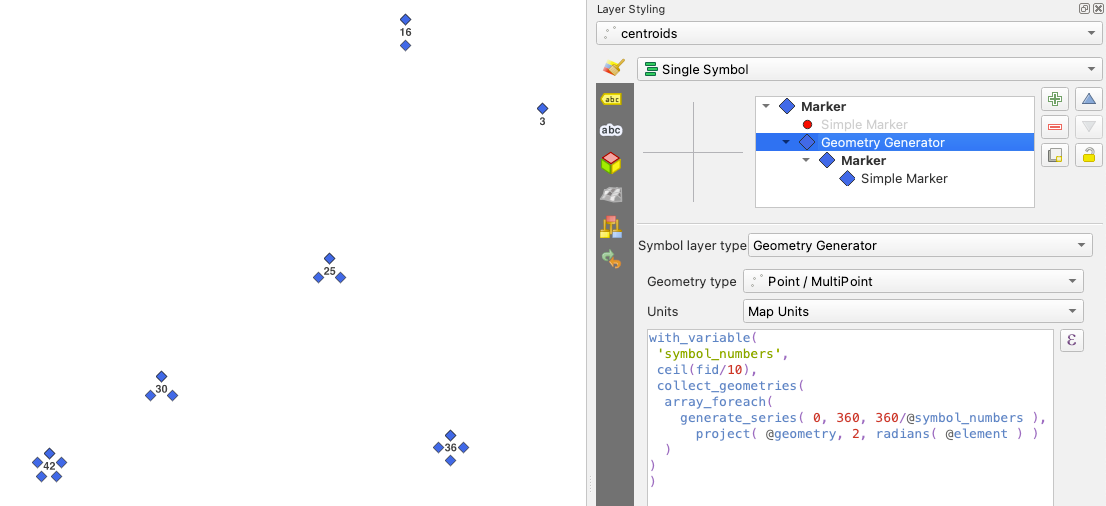 16
3
25
30
36
42
Layer Styling
centroids
Single Symbol
abc
abc
Marker
Simple Marker
Geometry Generator
Marker
Simple Marker
Symbol layer type Geometry Generator
Geometry type Point / MultiPoint
Units Map Units
with_variable(
'symbol_numbers',
ceil(fid/10),
collect_geometries(
array_foreach(
generate_series( 0, 360, 360/@symbol_numbers ),
project( @geometry, 2, radians( @element ) )
)
)
)
ε